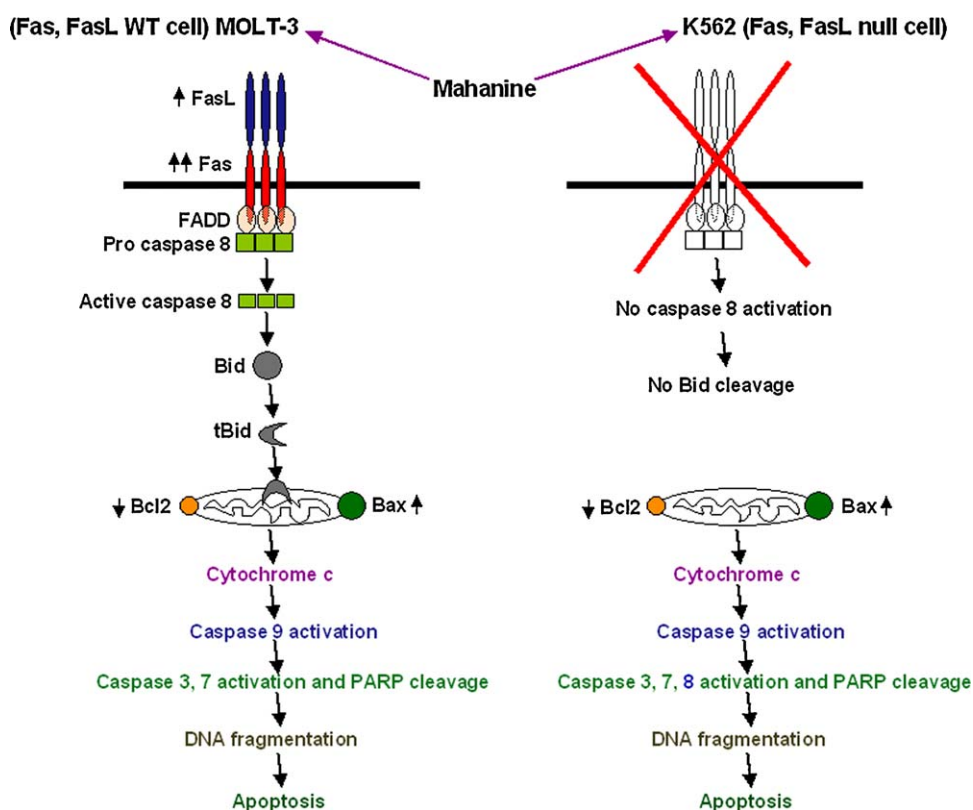 (Fas, FasL WT cell) MOLT-3
K562 (Fas, FasL null cell)
Mahanine
FasL
Fas
FADD
Pro caspase 8
Active caspase 8
Bid
tBid
Bcl2
Bax
Cytochrome c
Caspase 9 activation
Caspase 3, 7 activation and PARP cleavage
DNA fragmentation
Apoptosis
No caspase 8 activation
No Bid cleavage
Bcl2
Bax
Cytochrome c
Caspase 9 activation
Caspase 3, 7, 8 activation and PARP cleavage
DNA fragmentation
Apoptosis